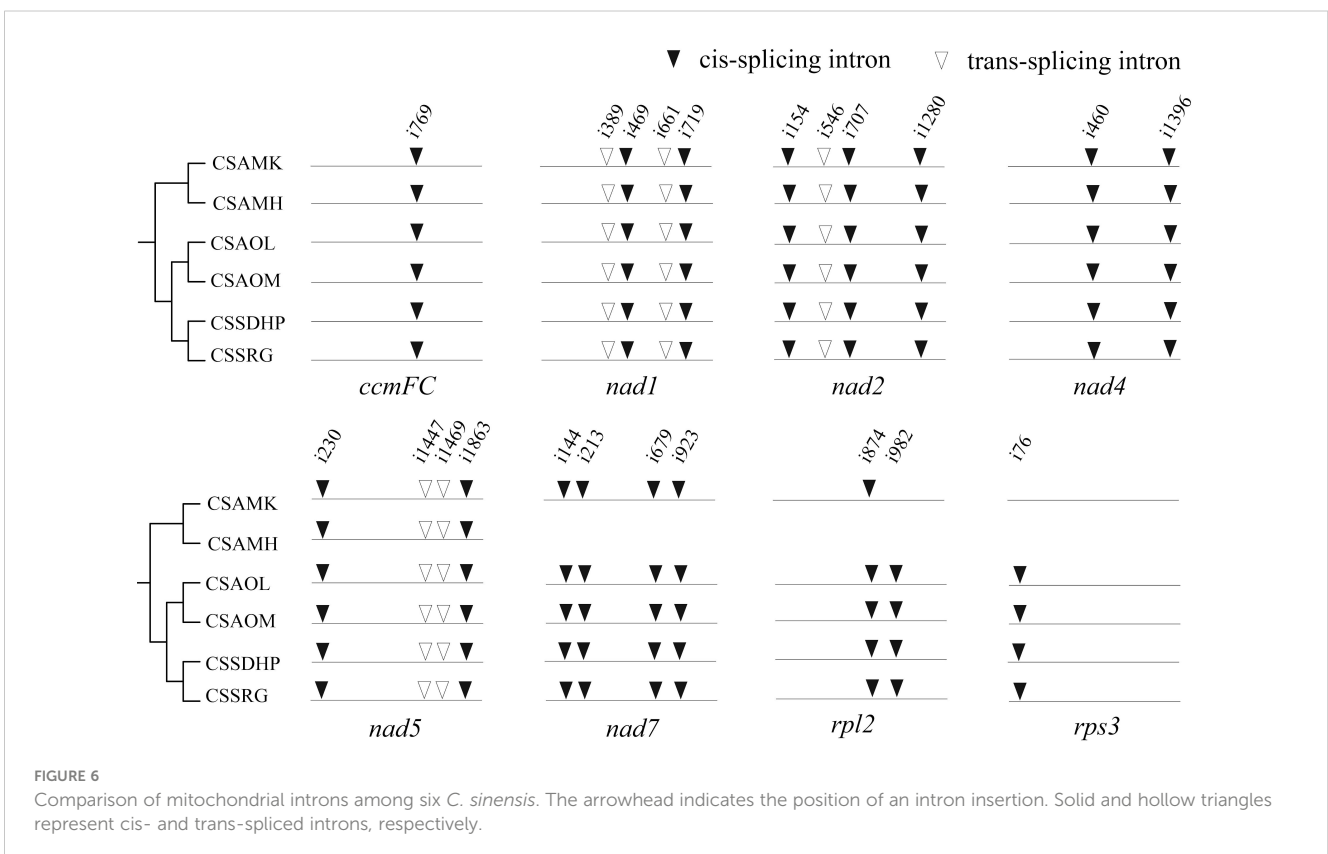 cis-splicing intron trans-splicing intron
i769 i389 i469 i661 i719 i154 i546 i707 i1280 i460 i1396
CSAMK
CSAMH
CSAOL
CSAOM
CSSDHP
CSSRG
ccmFC nad1 nad2 nad4
i230 i1447 i1469 i1863 i144 i213 i679 i923 i874 i982 i76
CSAMK
CSAMH
CSAOL
CSAOM
CSSDHP
CSSRG
nad5 nad7 rpl2 rps3
FIGURE 6
Comparison of mitochondrial introns among six C. sinensis. The arrowhead indicates the position of an intron insertion. Solid and hollow triangles
represent cis- and trans-spliced introns, respectively.